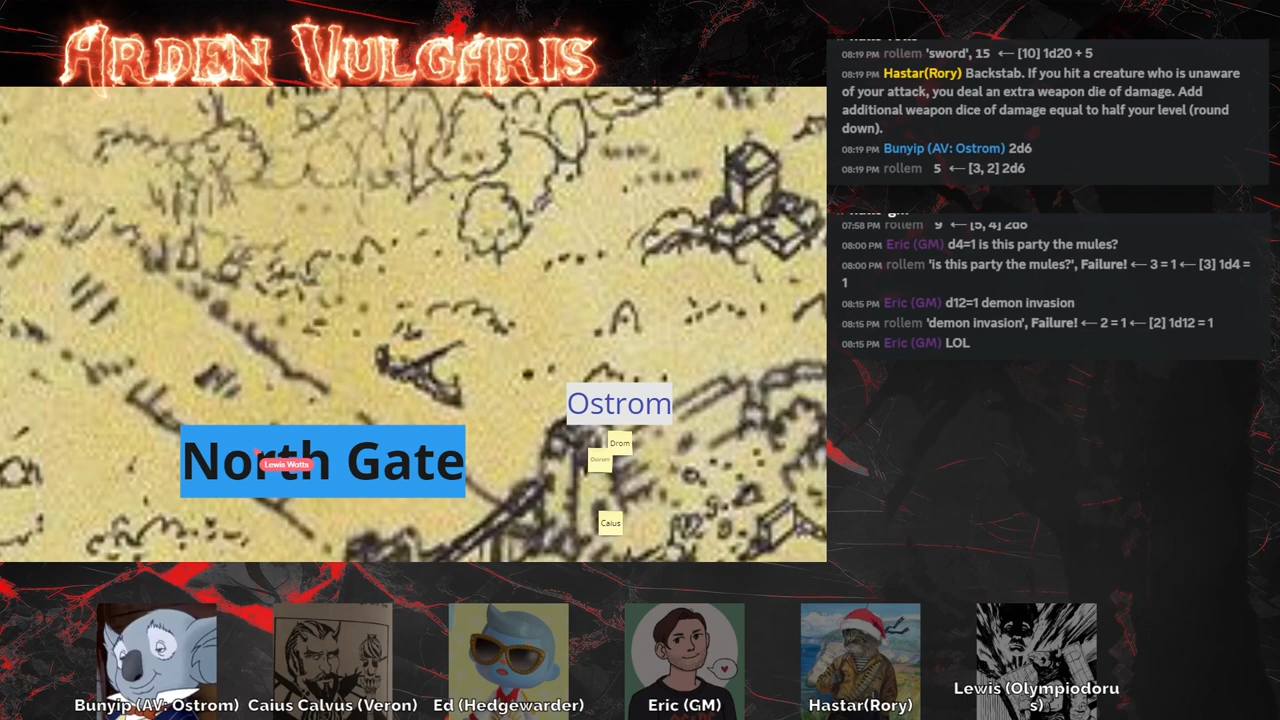 ARDEN VULGARIS
08:19 PM rollem 'sword', 15 ⟵ [10] 1d20 + 5
08:19 PM Hastar(Rory) Backstab. If you hit a creature who is unaware
of your attack, you deal an extra weapon die of damage. Add
additional weapon dice of damage equal to half your level (round
down).
08:19 PM Bunyip (AV: Ostrom) 2d6
08:19 PM rollem 5 ⟵ [3, 2] 2d6
07:58 PM rollem 9 ⟵ [5, 4] 2d6
08:00 PM Eric (GM) d4=1 is this party the mules?
08:00 PM rollem 'is this party the mules?', Failure! ⟵ 3 = 1 ⟵ [3] 1d4 =
1
08:15 PM Eric (GM) d12=1 demon invasion
08:15 PM rollem 'demon invasion', Failure! ⟵ 2 = 1 ⟵ [2] 1d12 = 1
08:15 PM Eric (GM) LOL
Ostrom
Drom
Ostrom
North Gate
Lewis Watts
Caius
Bunyip (AV: Ostrom)
Caius Calvus (Veron)
Ed (Hedgewarder)
Eric (GM)
Hastar(Rory)
Lewis (Olympiodoru
s)